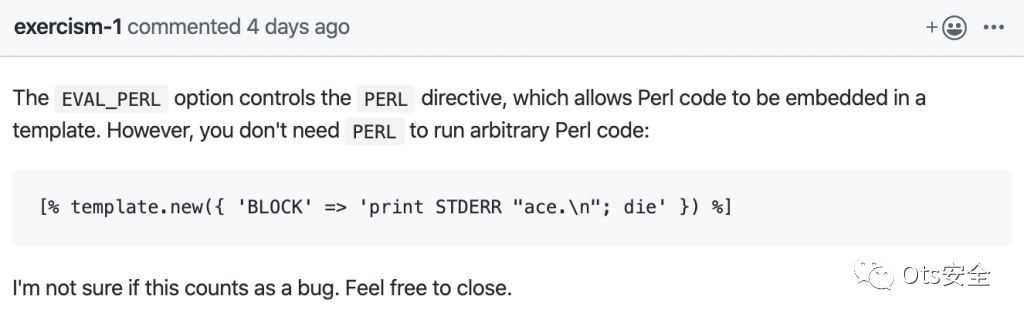 exercism-1 commented 4 days ago
The EVAL_PERL option controls the PERL directive, which allows Perl code to be embedded in a
template. However, you don't need PERL to run arbitrary Perl code:
[% template.new({ 'BLOCK' => 'print STDERR "ace.\n"; die' }) %]
I'm not sure if this counts as a bug. Feel free to close.
Ots安全